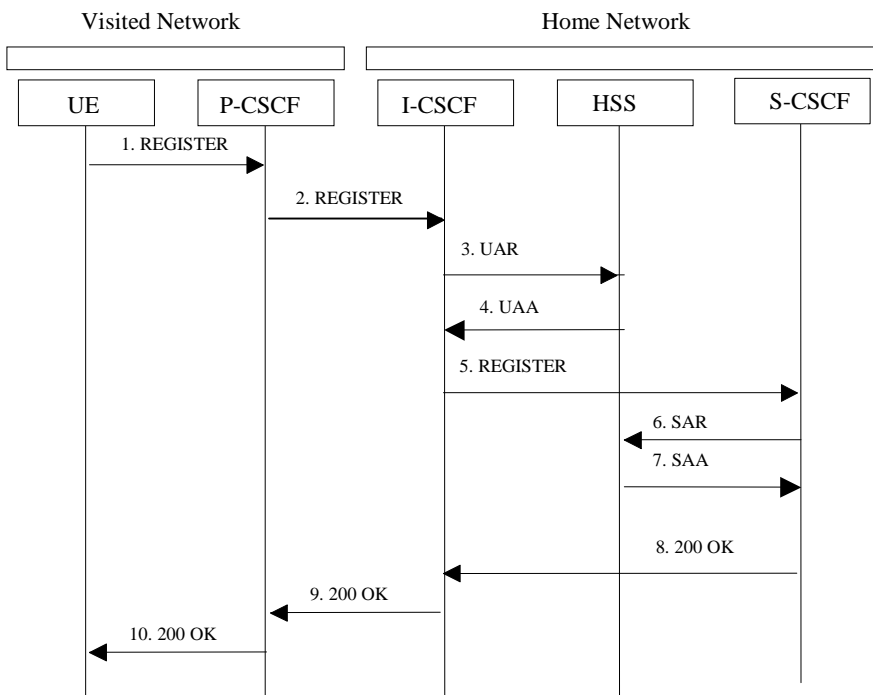 Visited Network
Home Network
UE
P-CSCF
I-CSCF
HSS
S-CSCF
1. REGISTER
2. REGISTER
3. UAR
4. UAA
5. REGISTER
6. SAR
7. SAA
8. 200 OK
9. 200 OK
10. 200 OK